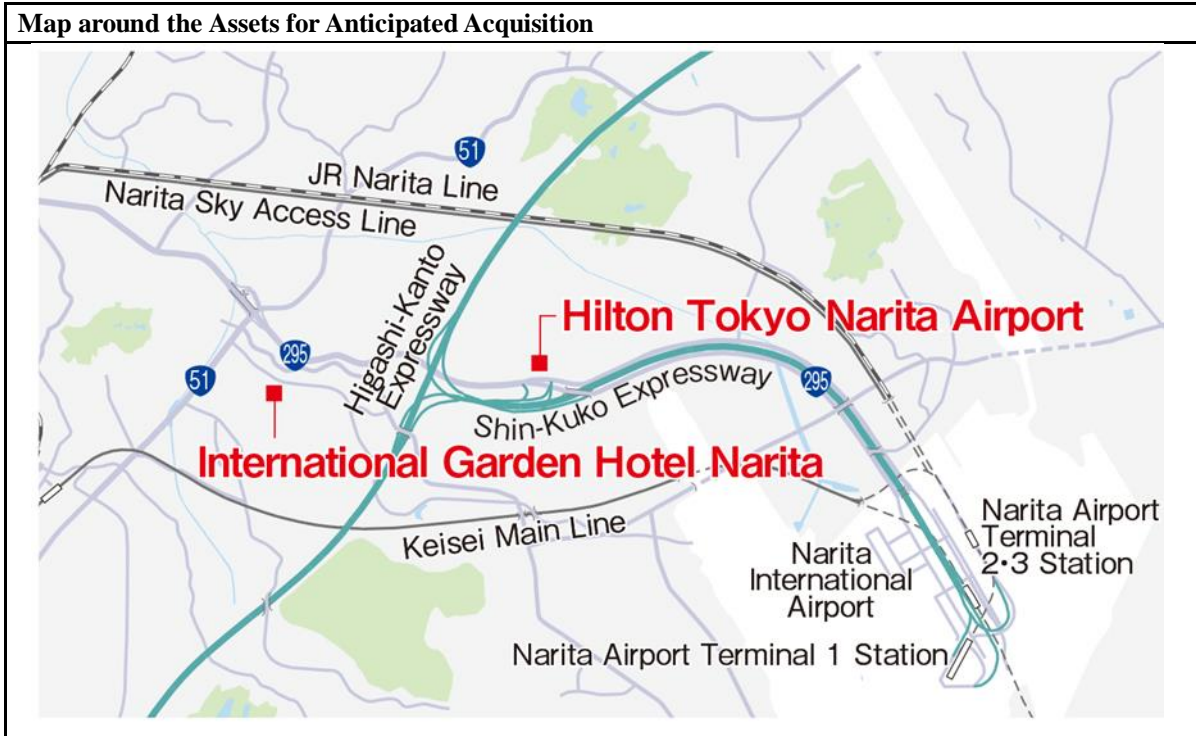 Map around the Assets for Anticipated Acquisition
51
JR Narita Line
Narita Sky Access Line
Higashi-Kanto
Expressway
Hilton Tokyo Narita Airport
295
51
Shin-Kuko Expressway
295
International Garden Hotel Narita
Keisei Main Line
Narita Airport
Terminal
2•3 Station
Narita
International
Airport
Narita Airport Terminal 1 Station